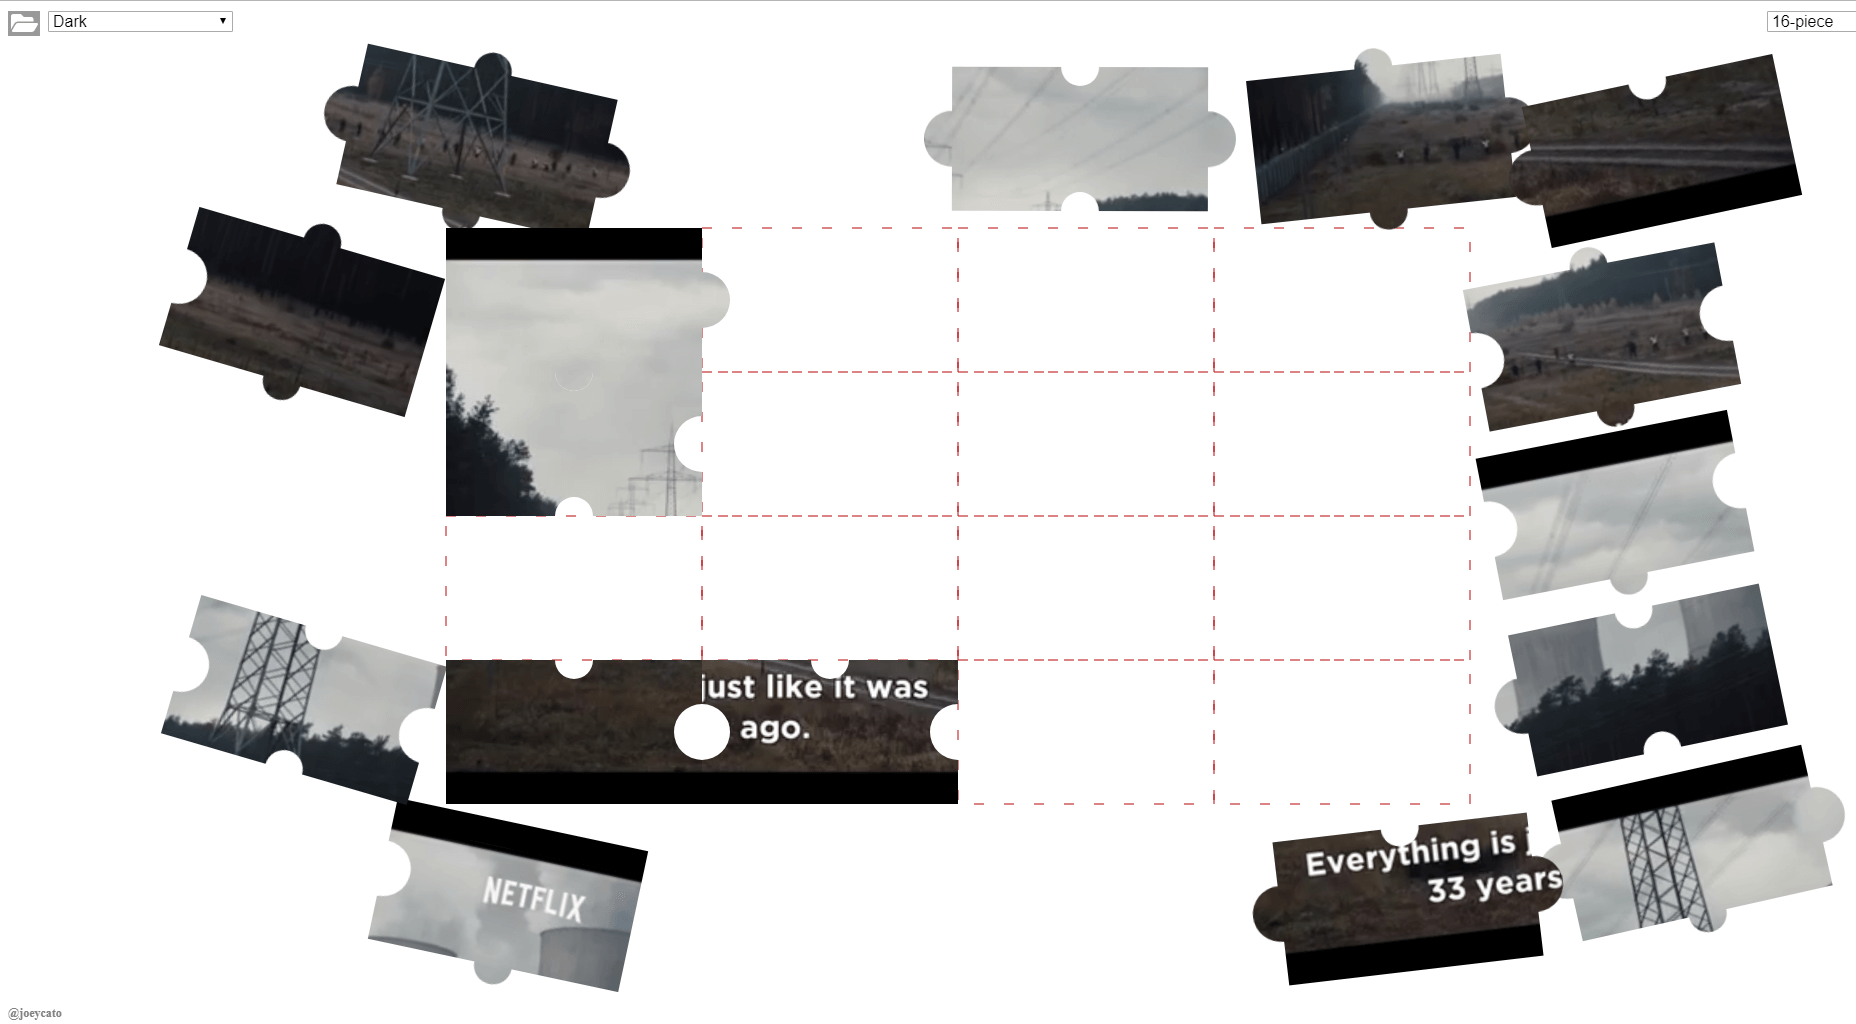 Dark
16-piece
just like it was
ago.
Everything is j
33 years
NETFLIX
@joeycato